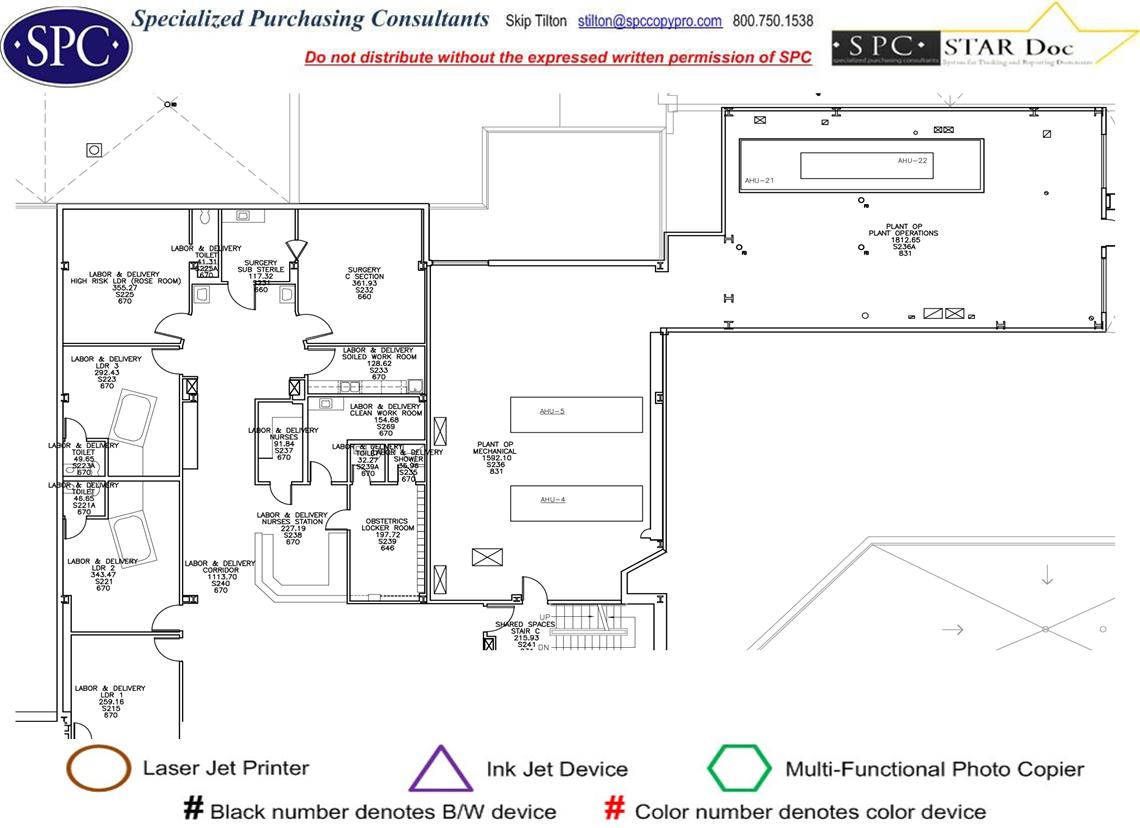 SPC
Specialized Purchasing Consultants Skip Tilton stilton@spccopypro.com 800.750.1538
Do not distribute without the expressed written permission of SPC
SPC STAR Doc
specialized purchasing consultants
System for Tracking and Reporting Documents
AHU-22
AHU-21
PLANT OP
PLANT OPERATIONS
1812.65
S236A
831
LABOR & DELIVERY
TOILET
41.31
S225A
670
LABOR & DELIVERY
HIGH RISK LDR (ROSE ROOM)
355.27
S225
670
SURGERY
SUB STERILE
117.32
S231
660
SURGERY
C SECTION
361.93
S232
660
LABOR & DELIVERY
SOILED WORK ROOM
128.62
S233
670
LABOR & DELIVERY
LDR 3
292.43
S223
670
LABOR & DELIVERY
CLEAN WORK ROOM
154.68
S269
670
LABOR & DELIVERY
NURSES
91.84
S237
670
LABOR & DELIVERY
TOILET
49.65
S223A
670
LABOR & DELIVERY
TOILET
32.27
S239A
670
LABOR & DELIVERY
SHOWER
36.96
S235
670
AHU-5
PLANT OP
MECHANICAL
1592.10
S236
831
AHU-4
LABOR & DELIVERY
TOILET
46.65
S221A
670
LABOR & DELIVERY
NURSES STATION
227.19
S238
670
OBSTETRICS
LOCKER ROOM
197.72
S239
646
LABOR & DELIVERY
LDR 2
343.47
S221
670
LABOR & DELIVERY
CORRIDOR
1113.70
S240
670
UP
SHARED SPACES
STAIR C
215.93
S241
DN
LABOR & DELIVERY
LDR 1
259.16
S215
670
Laser Jet Printer
Ink Jet Device
Multi-Functional Photo Copier
# Black number denotes B/W device
# Color number denotes color device